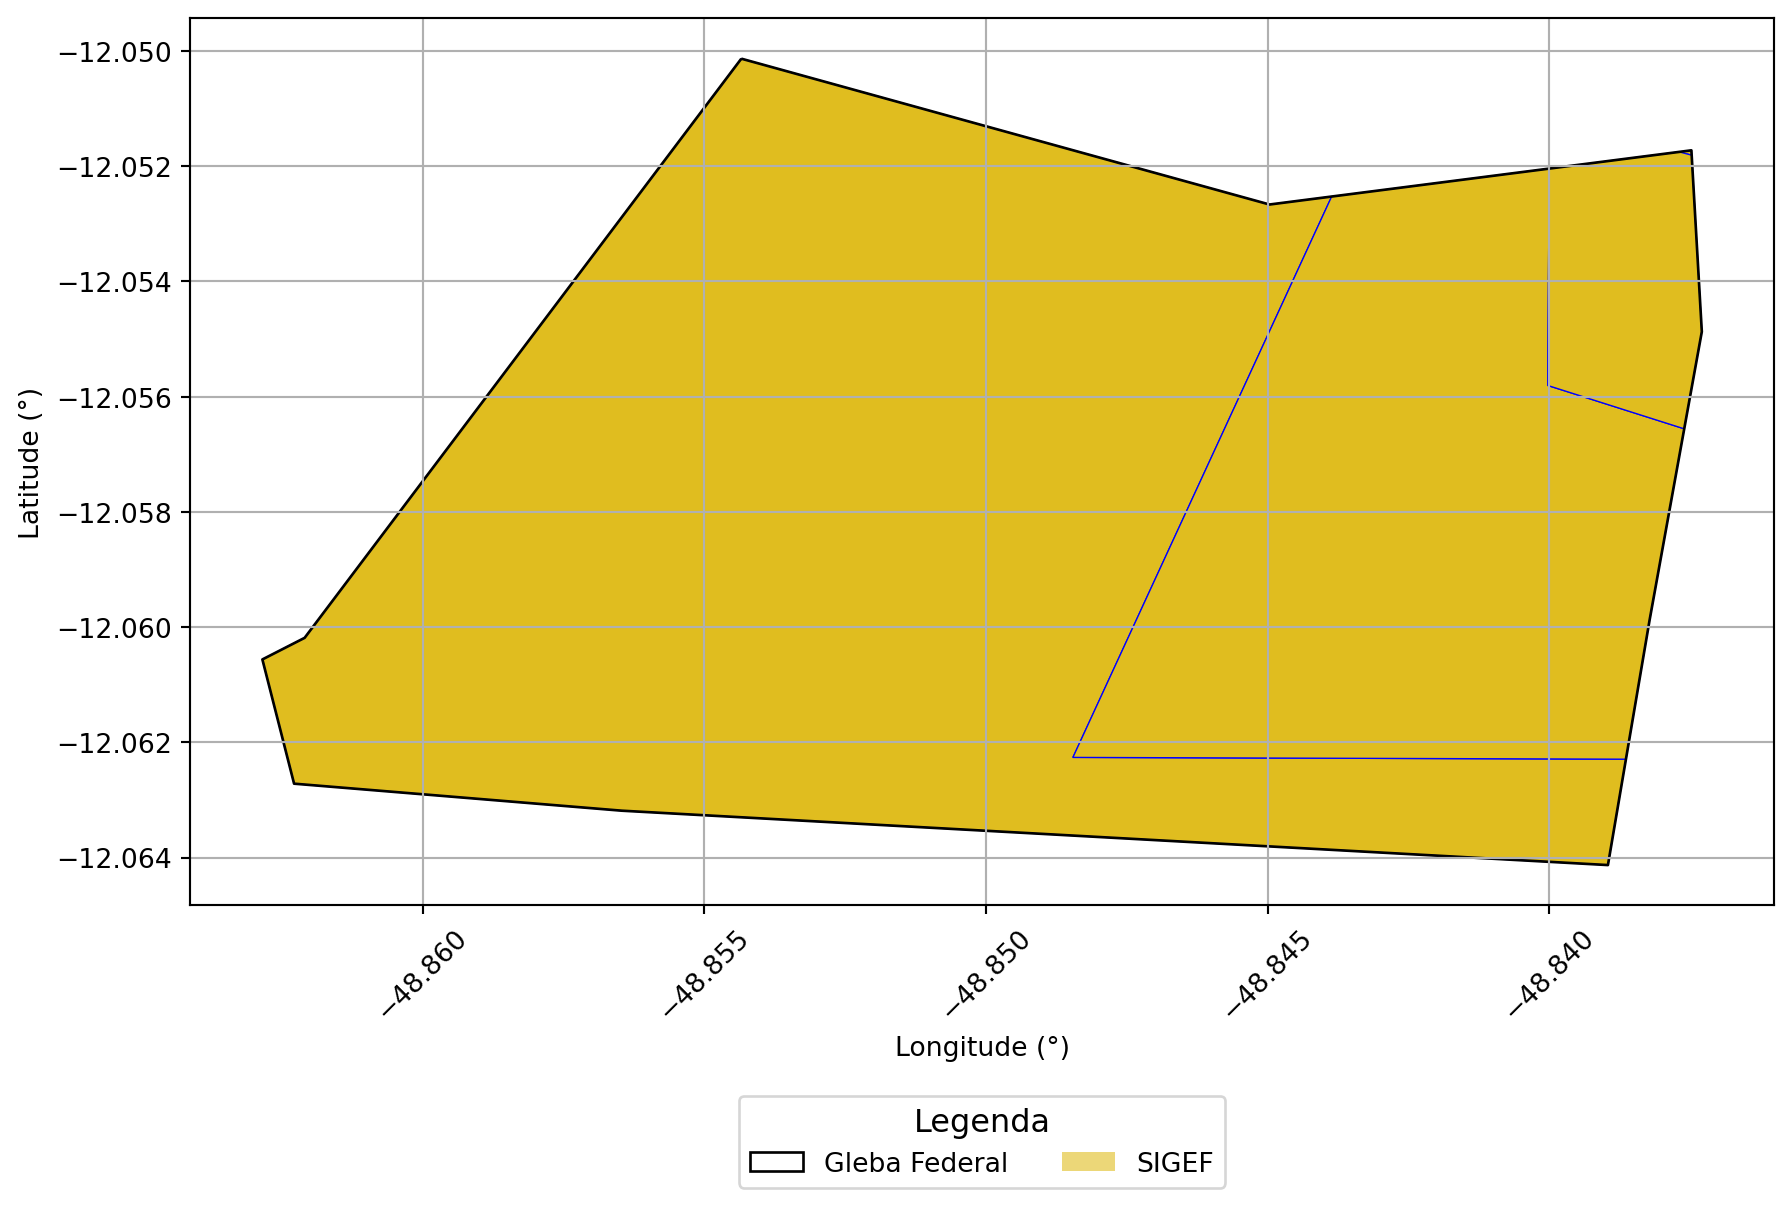 −12.050
−12.052
−12.054
−12.056
−12.058
−12.060
−12.062
−12.064
Latitude (°)
−48.860
−48.855
−48.850
−48.845
−48.840
Longitude (°)
Legenda
Gleba Federal
SIGEF